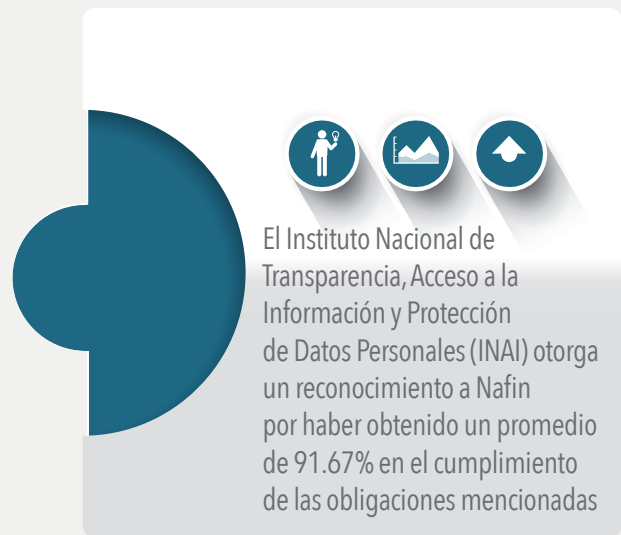 El Instituto Nacional de
Transparencia, Acceso a la
Información y Protección
de Datos Personales (INAI) otorga
un reconocimiento a Nafin
por haber obtenido un promedio
de 91.67% en el cumplimiento
de las obligaciones mencionadas